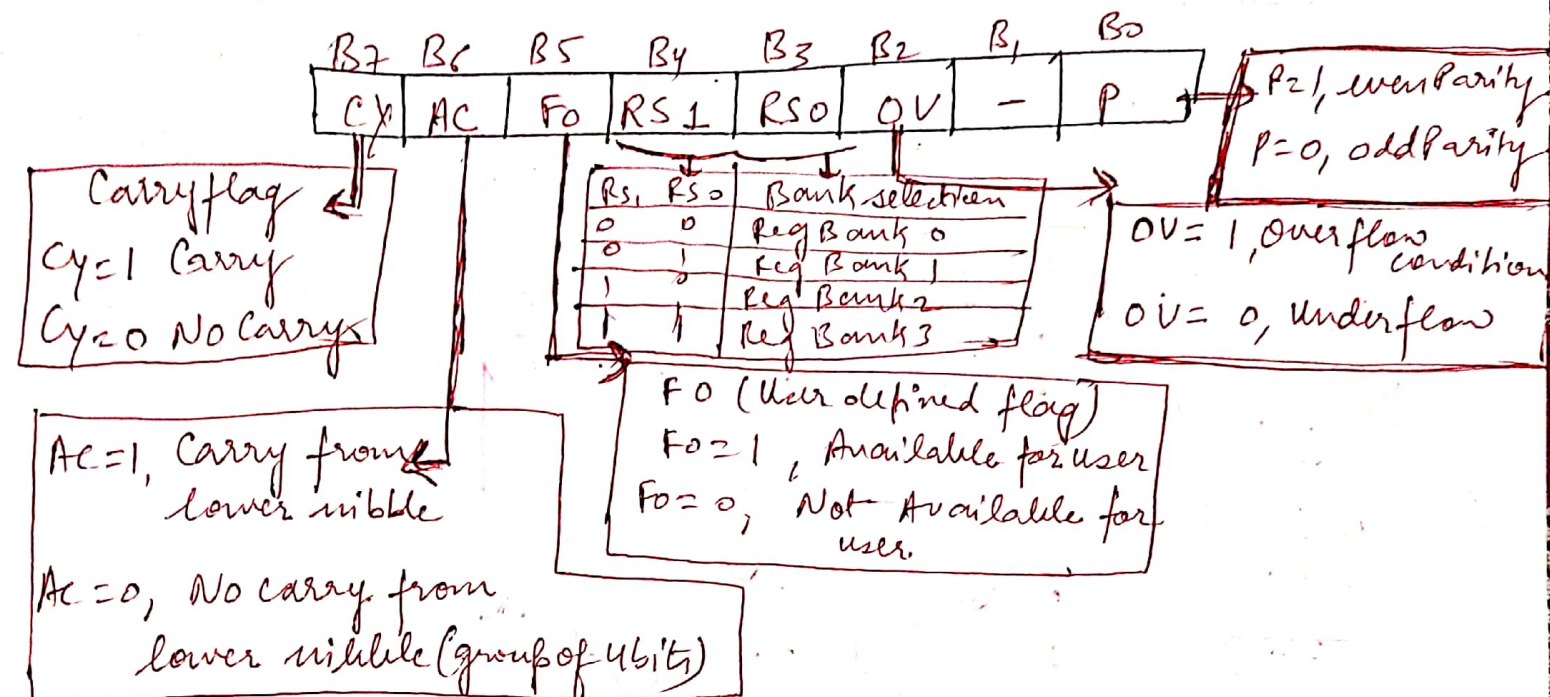 B7 B6 B5 B4 B3 B2 B1 B0
CY AC F0 RS1 RS0 OV - P
P=1, even Parity
P=0, odd Parity
Carry flag
Cy=1 Carry
Cy=0 No Carry
RS1 RS0 Bank selection
0 0 Reg Bank 0
0 1 Reg Bank 1
1 0 Reg Bank 2
1 1 Reg Bank 3
OV= 1, Overflow
condition
OV= 0, Underflow
F0 (User defined flag)
F0=1, Available for user
F0=0, Not Available for
user.
AC=1, Carry from
lower nibble
AC=0, No carry from
lower nibble (group of 4bits)